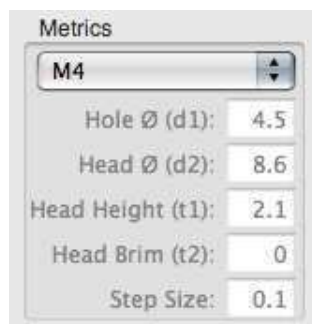 Metrics
M4
Hole Ø (d1): 4.5
Head Ø (d2): 8.6
Head Height (t1): 2.1
Head Brim (t2): 0
Step Size: 0.1